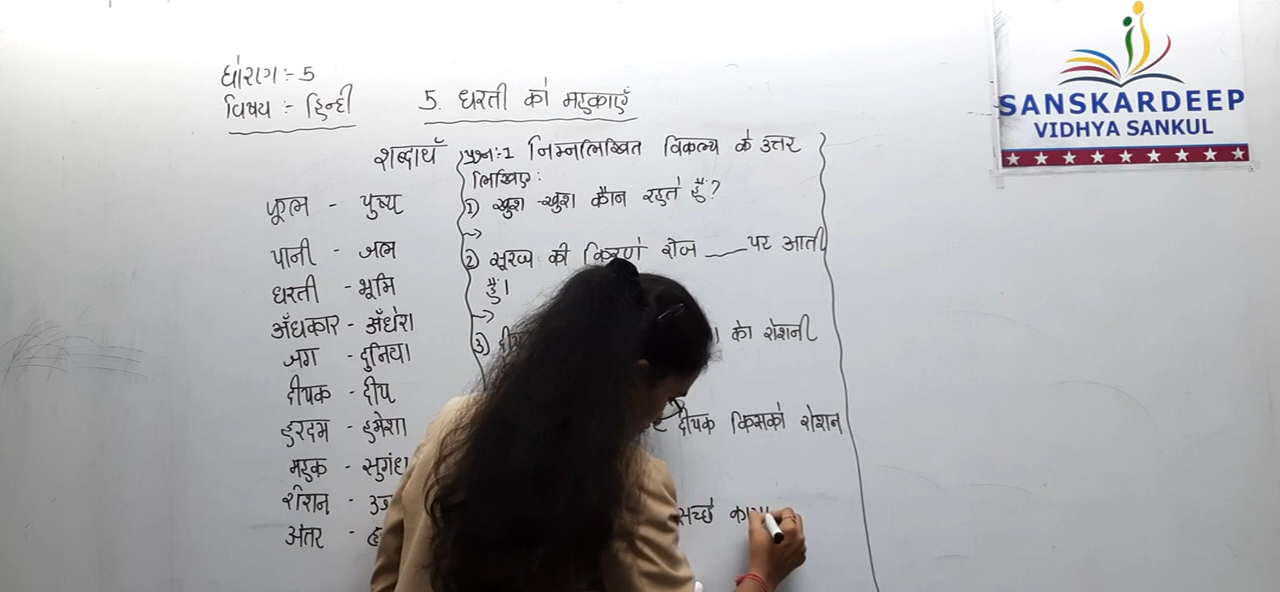 धोरण:- 5
विषय :- हिन्दी
5. धरती को महकाएँ
शब्दार्थ
फूल - पुष्प
पानी - जल
धरती - भूमि
अँधकार - अँधेरा
जग - दुनिया
दीपक - दीप
हरदम - हमेशा
महक - सुगंध
रोशन -
अंतर -
प्रश्न:1 निम्नलिखित विकल्प के उत्तर
लिखिए:
1) खुश-खुश कौन रहते हैं?
→
2) सूरज की किरणें रोज ___ पर आती
हैं।
→
3) को रोशनी
दीपक किसको रोशन
सच्छे
SANSKARDEEP
VIDHYA SANKUL